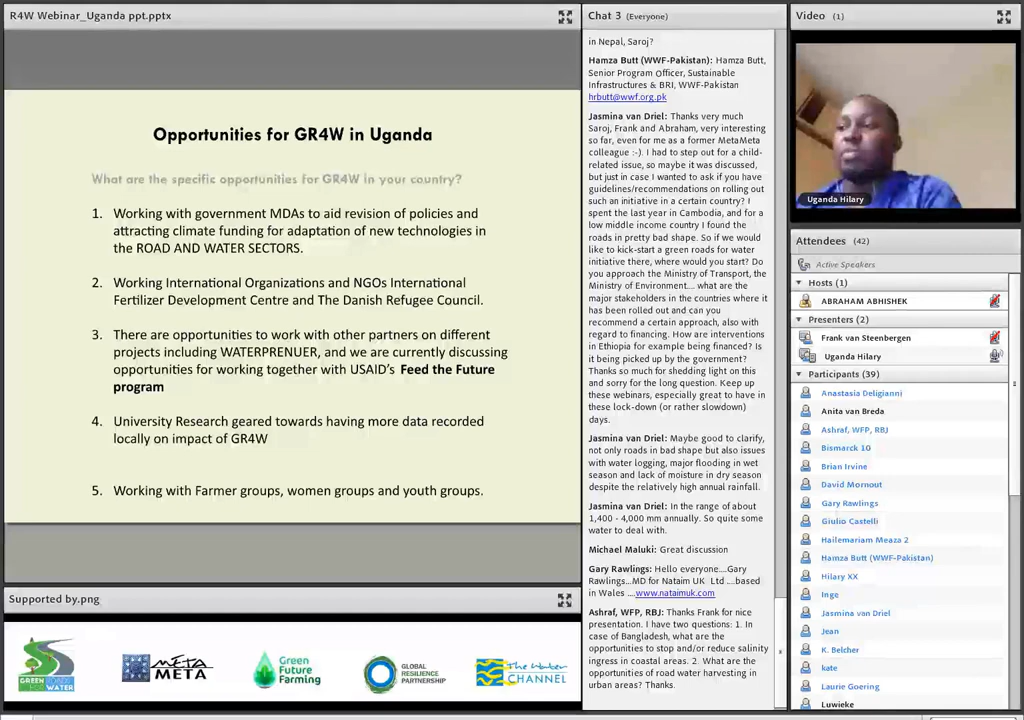 R4W Webinar_Uganda ppt.pptx
Opportunities for GR4W in Uganda
What are the specific opportunities for GR4W in your country?
1. Working with government MDAs to aid revision of policies and
attracting climate funding for adaptation of new technologies in
the ROAD AND WATER SECTORS.
2. Working International Organizations and NGOs International
Fertilizer Development Centre and The Danish Refugee Council.
3. There are opportunities to work with other partners on different
projects including WATERPRENUER, and we are currently discussing
opportunities for working together with USAID's Feed the Future
program
4. University Research geared towards having more data recorded
locally on impact of GR4W
5. Working with Farmer groups, women groups and youth groups.
Supported by.png
GREEN ROADS
FOR WATER
META
META
Green
Future
Farming
GLOBAL
RESILIENCE
PARTNERSHIP
The Water
CHANNEL
Chat 3 (Everyone)
in Nepal, Saroj?
Hamza Butt (WWF-Pakistan): Hamza Butt,
Senior Program Officer, Sustainable
Infrastructures & BRI, WWF-Pakistan
hrbutt@wwf.org.pk
Jasmina van Driel: Thanks very much
Saroj, Frank and Abraham, very interesting
so far, even for me as a former MetaMeta
colleague :-). I had to step out for a child-
related issue, so maybe it was discussed,
but just in case I wanted to ask if you have
guidelines/recommendations on rolling out
such an initiative in a certain country? I
spent the last year in Cambodia, and for a
low middle income country I found the
roads in pretty bad shape. So if we would
like to kick-start a green roads for water
initiative there, where would you start? Do
you approach the Ministry of Transport, the
Ministry of Environment.... what are the
major stakeholders in the countries where it
has been rolled out and can you
recommend a certain approach, also with
regard to financing. How are interventions
in Ethiopia for example being financed? Is
it being picked up by the government?
Thanks so much for shedding light on this
and sorry for the long question. Keep up
these webinars, especially great to have in
these lock-down (or rather slowdown)
days.
Jasmina van Driel: Maybe good to clarify,
not only roads in bad shape but also issues
with water logging, major flooding in wet
season and lack of moisture in dry season
despite the relatively high annual rainfall.
Jasmina van Driel: In the range of about
1,400 - 4,000 mm annually. So quite some
water to deal with.
Michael Maluki: Great discussion
Gary Rawlings: Hello everyone....Gary
Rawlings...MD for Nataim UK Ltd ....based
in Wales ....www.nataimuk.com
Ashraf, WFP, RBJ: Thanks Frank for nice
presentation. I have two questions: 1. In
case of Bangladesh, what are the
opportunities to stop and/or reduce salinity
ingress in coastal areas. 2. What are the
opportunities of road water harvesting in
urban areas? Thanks.
Video (1)
Uganda Hilary
Attendees (42)
Active Speakers
Hosts (1)
ABRAHAM ABHISHEK
Presenters (2)
Frank van Steenbergen
Uganda Hilary
Participants (39)
Anastasia Deligianni
Anita van Breda
Ashraf, WFP, RBJ
Bismarck 10
Brian Irvine
David Mornout
Gary Rawlings
Giulio Castelli
Hailemariam Meaza 2
Hamza Butt (WWF-Pakistan)
Hilary XX
Inge
Jasmina van Driel
Jean
K. Belcher
kate
Laurie Goering
Luwieke